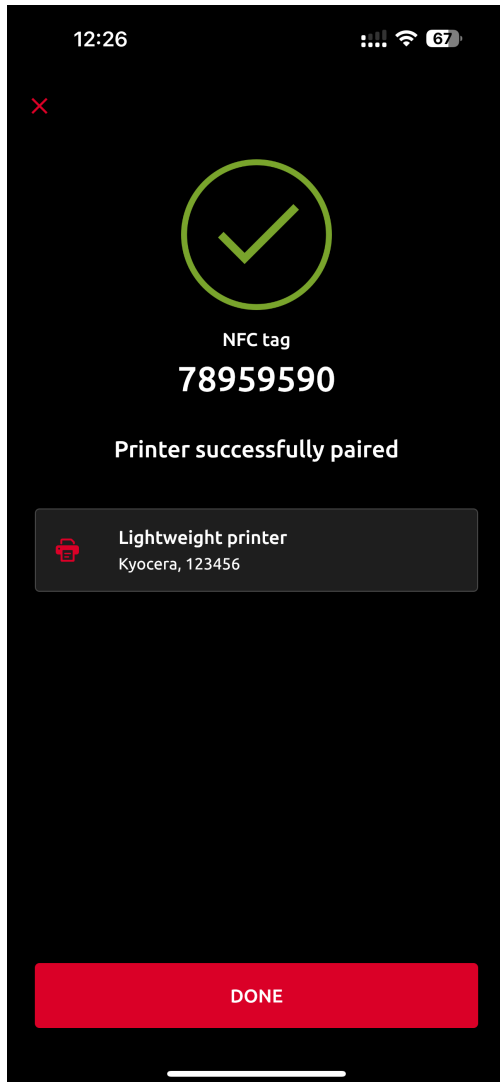 12:26
67
NFC tag
78959590
Printer successfully paired
Lightweight printer
Kyocera, 123456
DONE